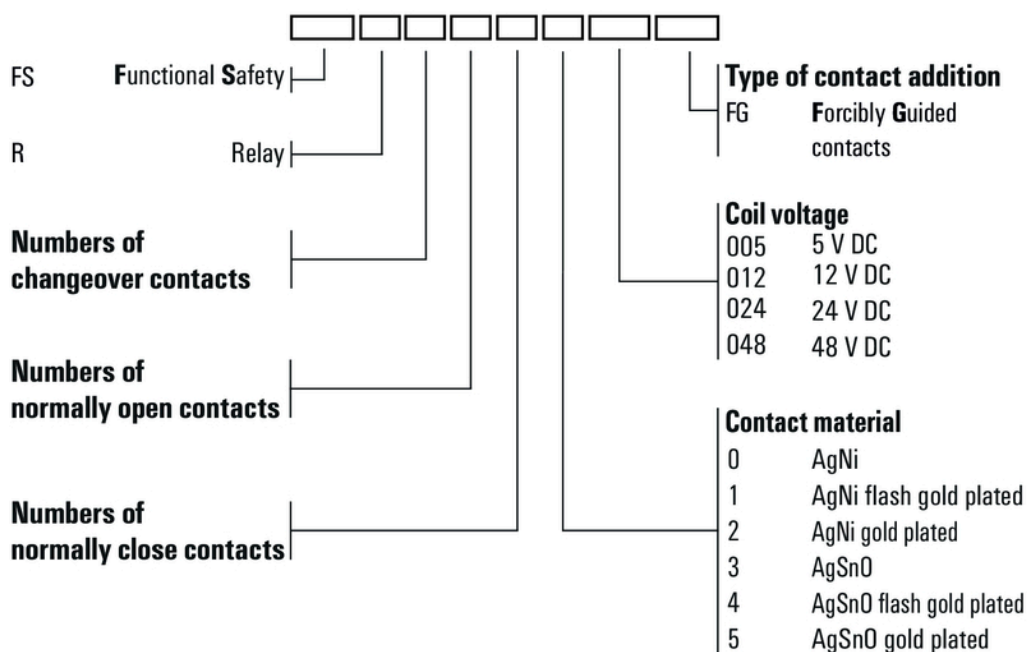 FS Functional Safety
R Relay
Numbers of
changeover contacts
Numbers of
normally open contacts
Numbers of
normally close contacts
Type of contact addition
FG Forcibly Guided
contacts
Coil voltage
005 5 V DC
012 12 V DC
024 24 V DC
048 48 V DC
Contact material
0 AgNi
1 AgNi flash gold plated
2 AgNi gold plated
3 AgSnO
4 AgSnO flash gold plated
5 AgSnO gold plated